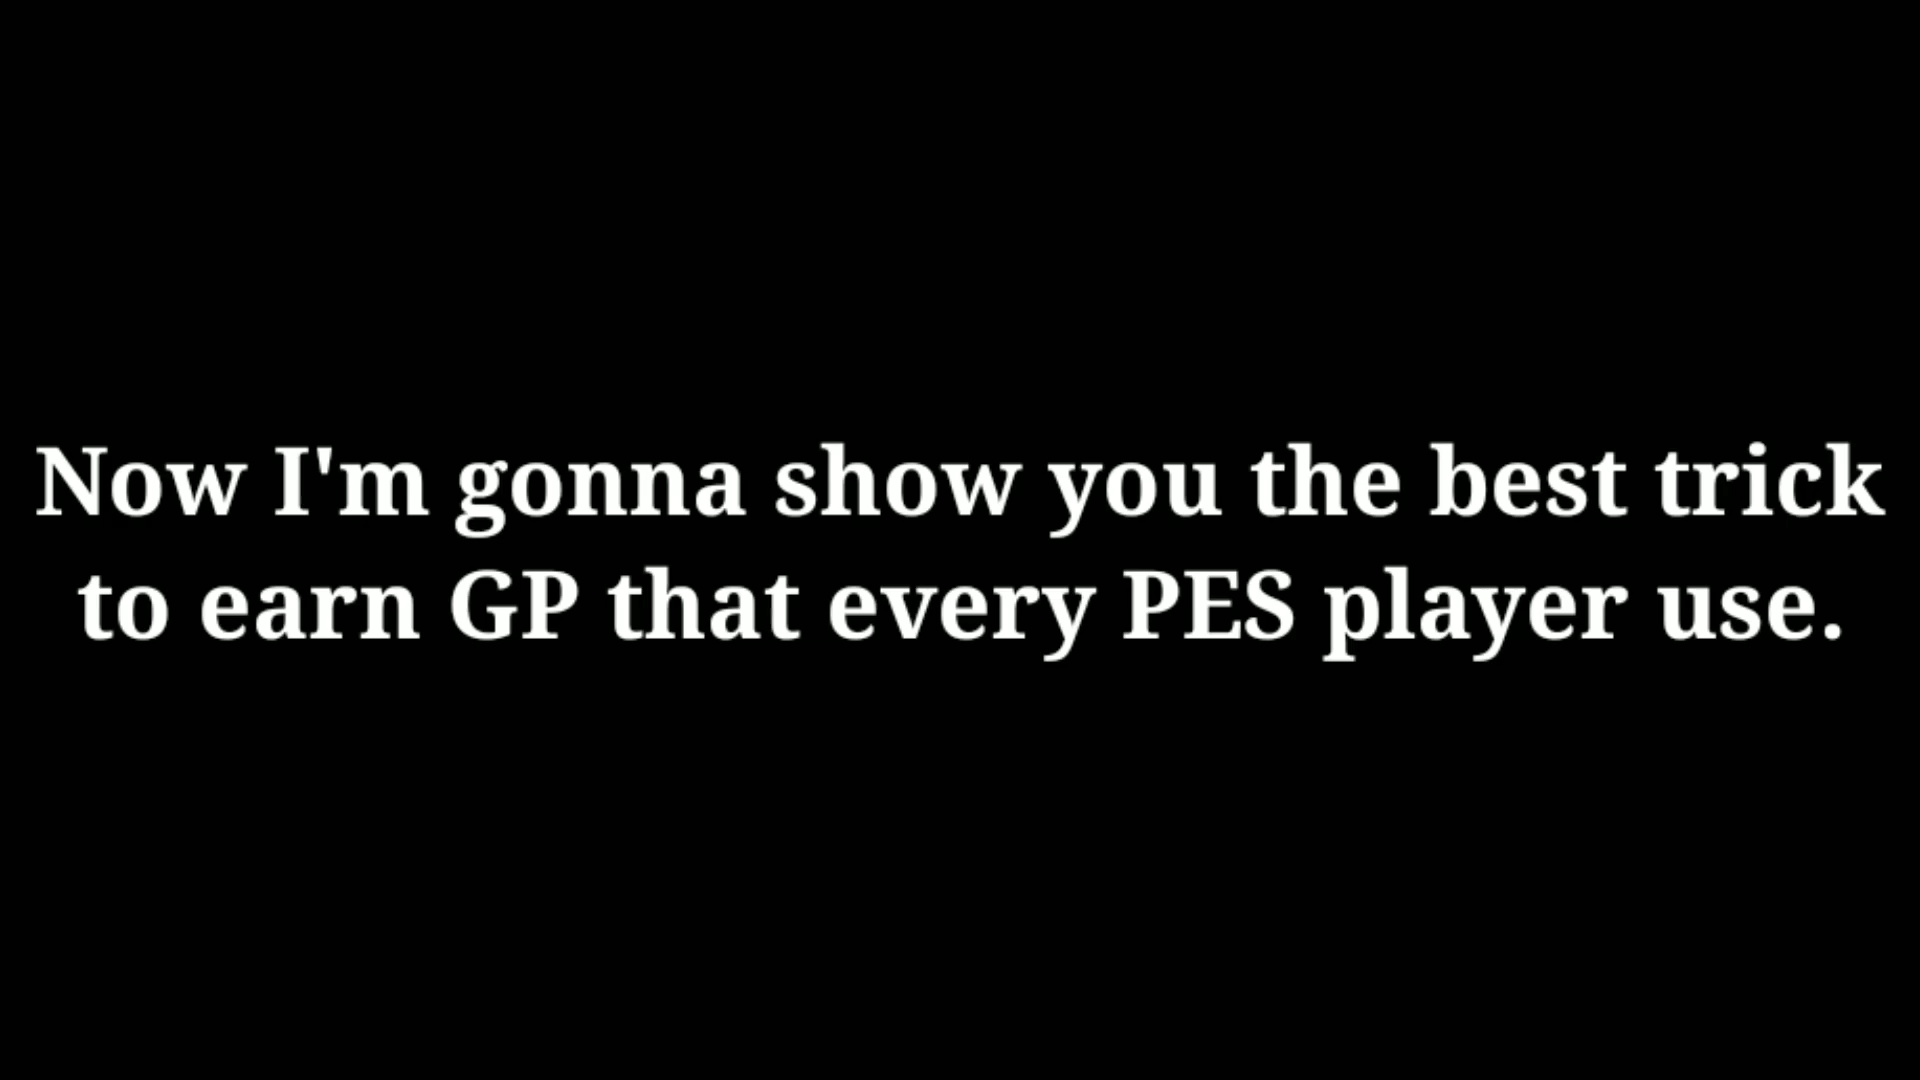 Now I'm gonna show you the best trick
to earn GP that every PES player use.